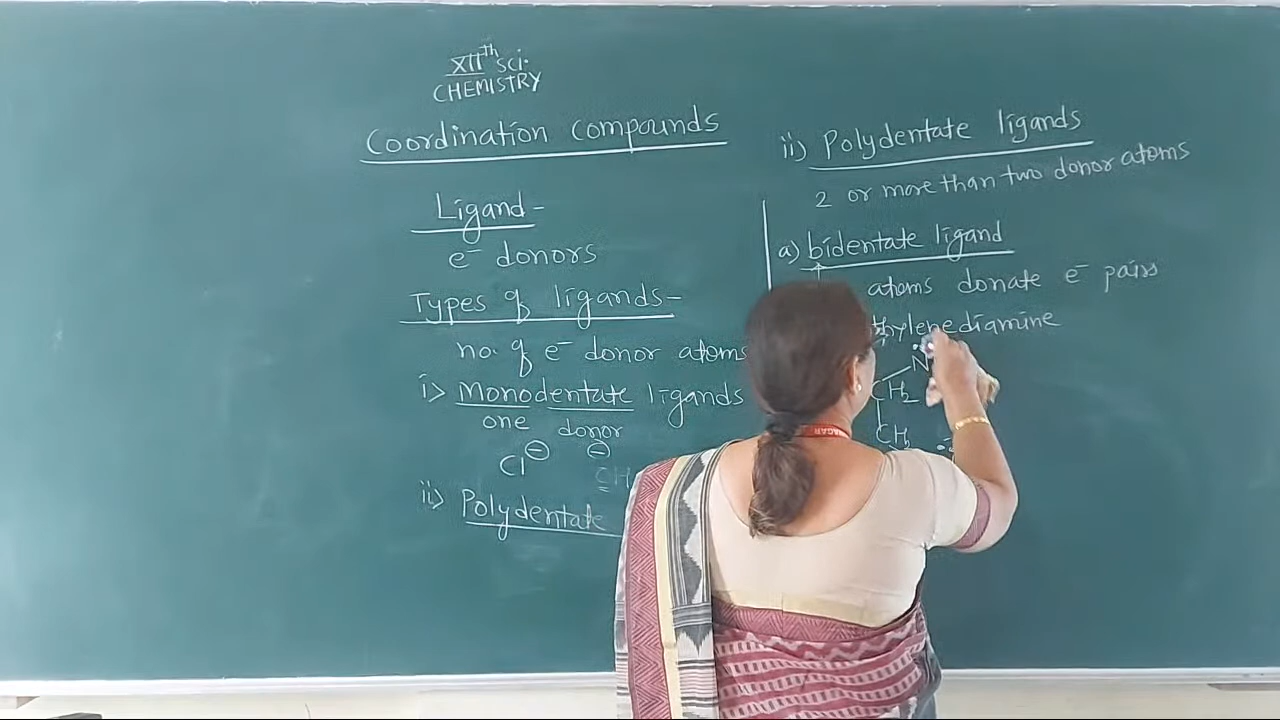 XIIth Sci.
CHEMISTRY
Coordination compounds
Ligand -
e⁻ donors
Types of ligands -
no. of e⁻ donor atoms
i> Monodentate ligands
one donor
Cl⊖ ⊖
ii> Polydentate
ii) Polydentate ligands
2 or more than two donor atoms
a) bidentate ligand
atoms donate e⁻ pairs
thylenediamine
N
CH₂
CH₂